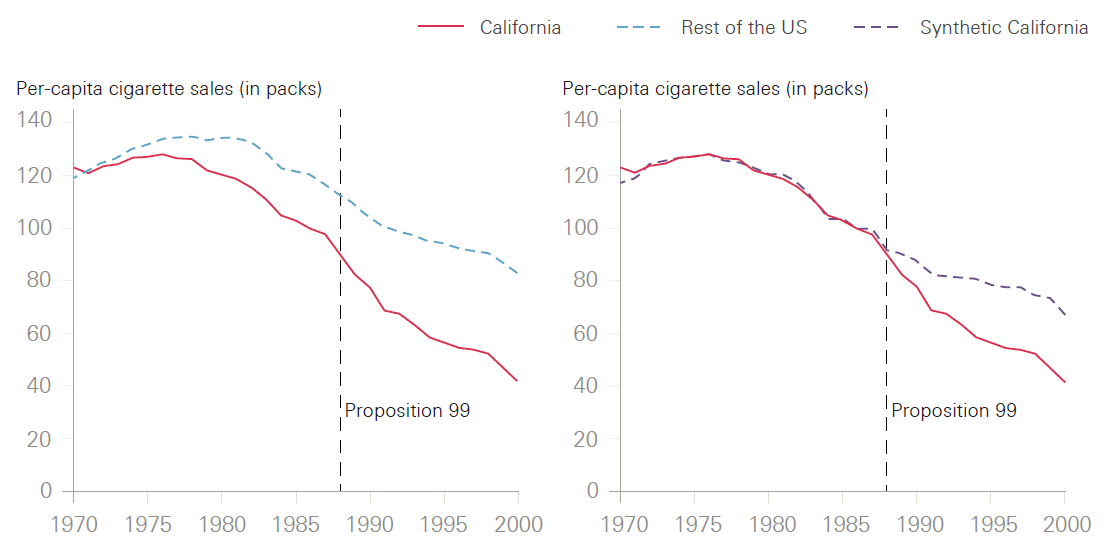 California Rest of the US Synthetic California
Per-capita cigarette sales (in packs)
140
120
100
80
60
40
20
0
Proposition 99
1970 1975 1980 1985 1990 1995 2000
Per-capita cigarette sales (in packs)
140
120
100
80
60
40
20
0
Proposition 99
1970 1975 1980 1985 1990 1995 2000